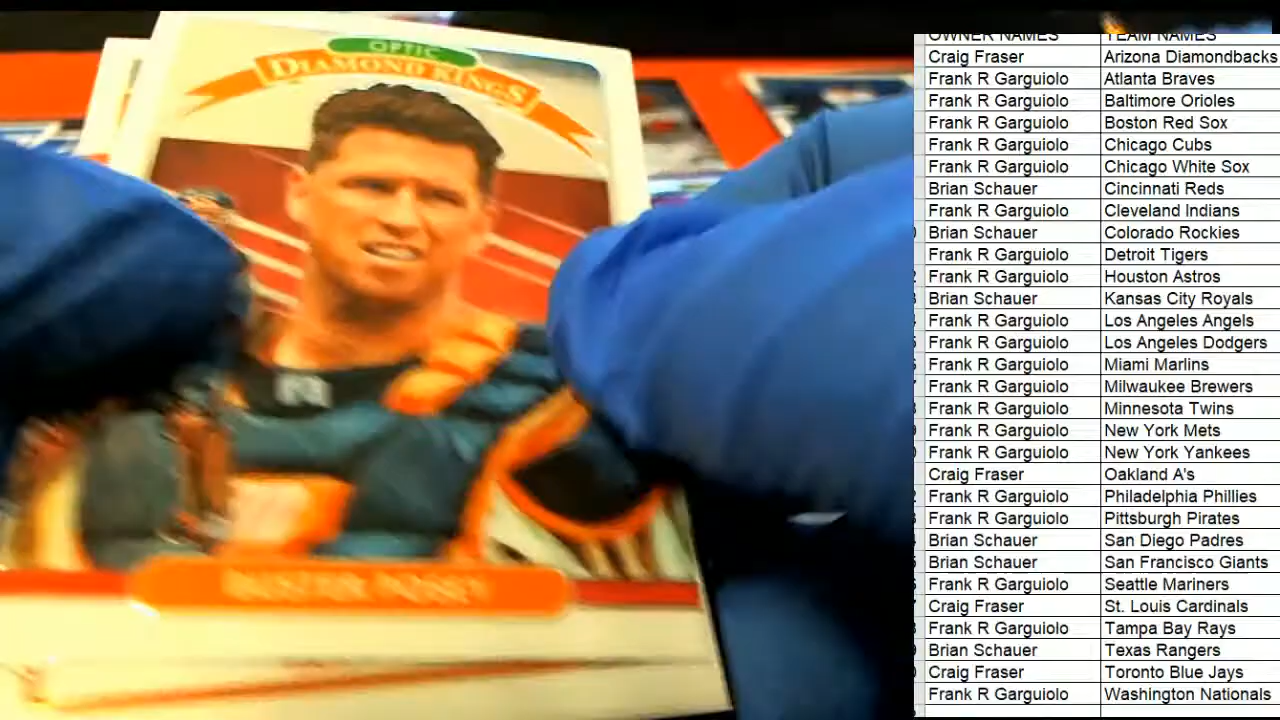 OPTIC
DIAMOND KINGS
BUSTER POSEY
OWNER NAMES TEAM NAMES
Craig Fraser Arizona Diamondbacks
Frank R Garguiolo Atlanta Braves
Frank R Garguiolo Baltimore Orioles
Frank R Garguiolo Boston Red Sox
Frank R Garguiolo Chicago Cubs
Frank R Garguiolo Chicago White Sox
Brian Schauer Cincinnati Reds
Frank R Garguiolo Cleveland Indians
Brian Schauer Colorado Rockies
Frank R Garguiolo Detroit Tigers
Frank R Garguiolo Houston Astros
Brian Schauer Kansas City Royals
Frank R Garguiolo Los Angeles Angels
Frank R Garguiolo Los Angeles Dodgers
Frank R Garguiolo Miami Marlins
Frank R Garguiolo Milwaukee Brewers
Frank R Garguiolo Minnesota Twins
Frank R Garguiolo New York Mets
Frank R Garguiolo New York Yankees
Craig Fraser Oakland A's
Frank R Garguiolo Philadelphia Phillies
Frank R Garguiolo Pittsburgh Pirates
Brian Schauer San Diego Padres
Brian Schauer San Francisco Giants
Frank R Garguiolo Seattle Mariners
Craig Fraser St. Louis Cardinals
Frank R Garguiolo Tampa Bay Rays
Brian Schauer Texas Rangers
Craig Fraser Toronto Blue Jays
Frank R Garguiolo Washington Nationals